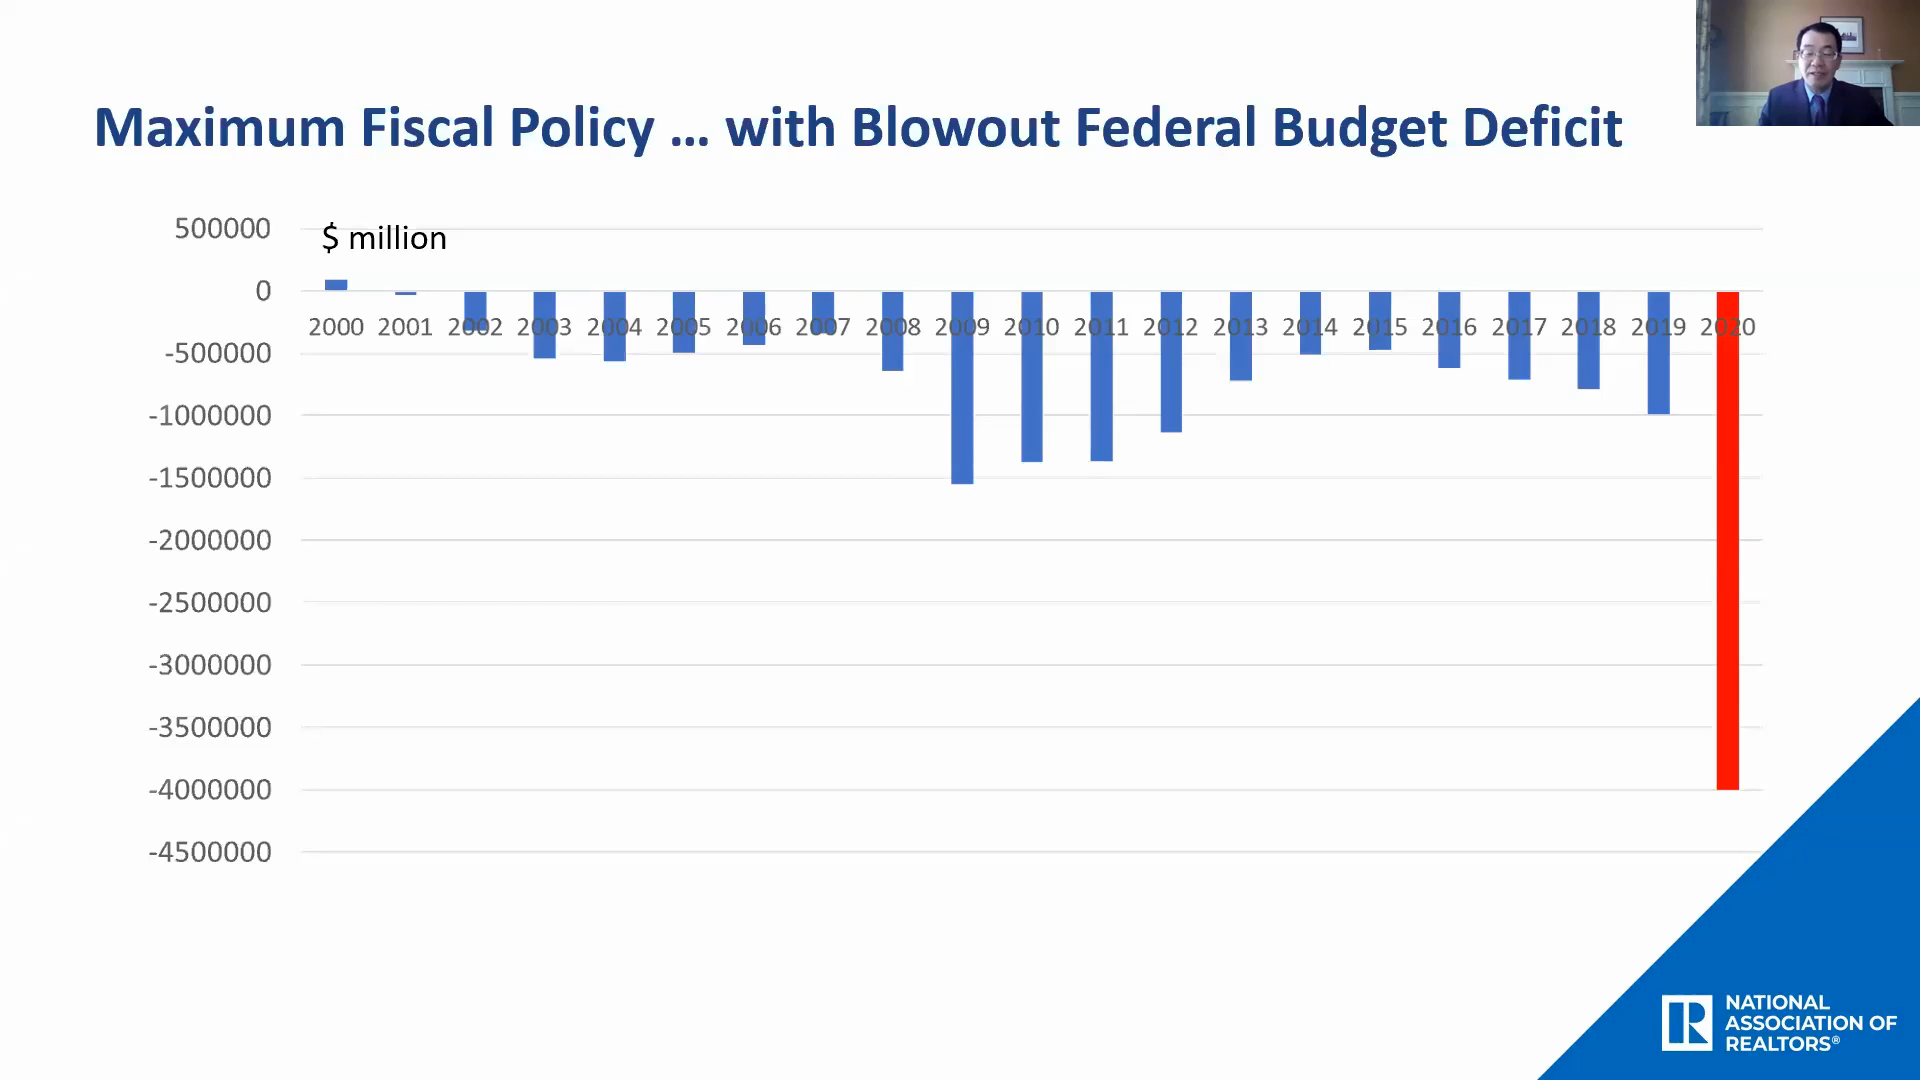 Maximum Fiscal Policy ... with Blowout Federal Budget Deficit
500000
$ million
0
2000 2001 2002 2003 2004 2005 2006 2007 2008 2009 2010 2011 2012 2013 2014 2015 2016 2017 2018 2019 2020
-500000
-1000000
-1500000
-2000000
-2500000
-3000000
-3500000
-4000000
-4500000
R
NATIONAL
ASSOCIATION OF
REALTORS®